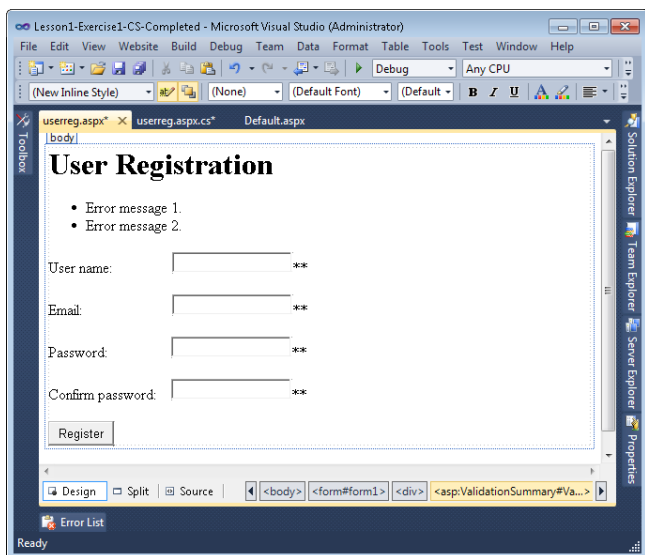 Lesson1-Exercise1-CS-Completed - Microsoft Visual Studio (Administrator)
File Edit View Website Build Debug Team Data Format Table Tools Test Window Help
Debug Any CPU
(New Inline Style) (None) (Default Font) (Default B I U A
userreg.aspx* userreg.aspx.cs* Default.aspx
Toolbox
body
User Registration
• Error message 1.
• Error message 2.
User name: **
Email: **
Password: **
Confirm password: **
Register
Solution Explorer
Team Explorer
Server Explorer
Properties
Design Split Source <body> <form#form1> <div> <asp:ValidationSummary#Va...>
Error List
Ready